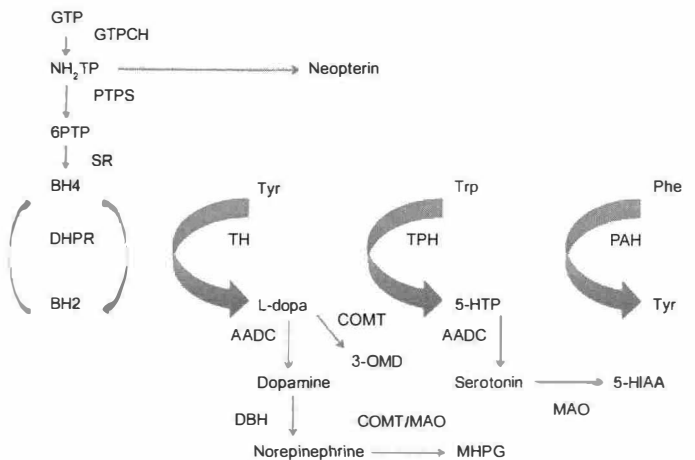 GTP
GTPCH
NH₂TP Neopterin
PTPS
6PTP
SR
BH4 Tyr Trp Phe
DHPR TH TPH PAH
BH2 L-dopa 5-HTP Tyr
AADC COMT AADC
3-OMD
Dopamine Serotonin 5-HIAA
MAO
DBH COMT/MAO
Norepinephrine MHPG